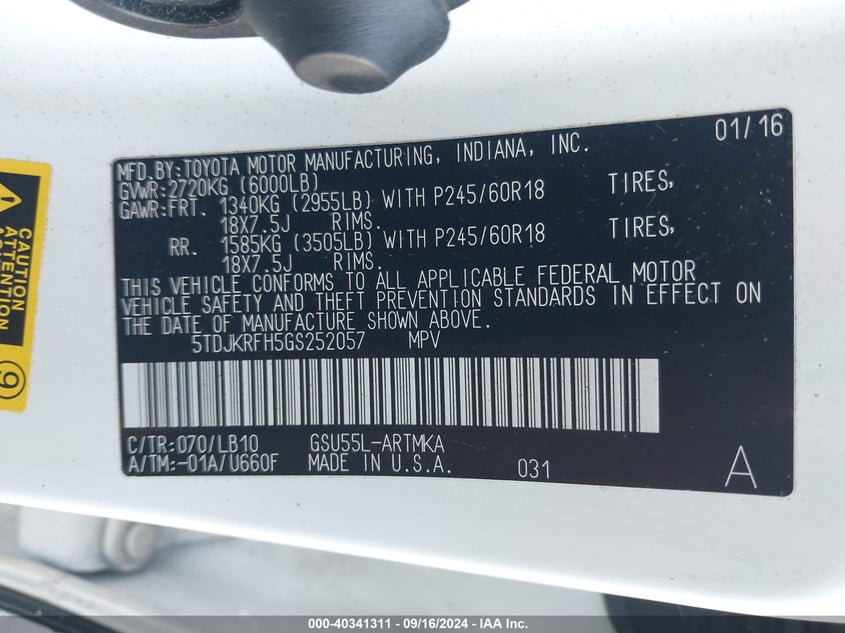 01/16
MFD.BY:TOYOTA MOTOR MANUFACTURING, INDIANA, INC.
GVWR:2720KG (6000LB)
GAWR:FRT. 1340KG (2955LB) WITH P245/60R18 TIRES,
18X7.5J RIMS.
RR. 1585KG (3505LB) WITH P245/60R18 TIRES,
18X7.5J RIMS.
THIS VEHICLE CONFORMS TO ALL APPLICABLE FEDERAL MOTOR
VEHICLE SAFETY AND THEFT PREVENTION STANDARDS IN EFFECT ON
THE DATE OF MANUFACTURE SHOWN ABOVE.
5TDJKRFH5GS252057 MPV
C/TR:070/LB10 GSU55L-ARTMKA
A/TM:-01A/U660F MADE IN U.S.A. 031 A
CAUTION
ATTENTION
9
000-40341311 - 09/16/2024 - IAA Inc.